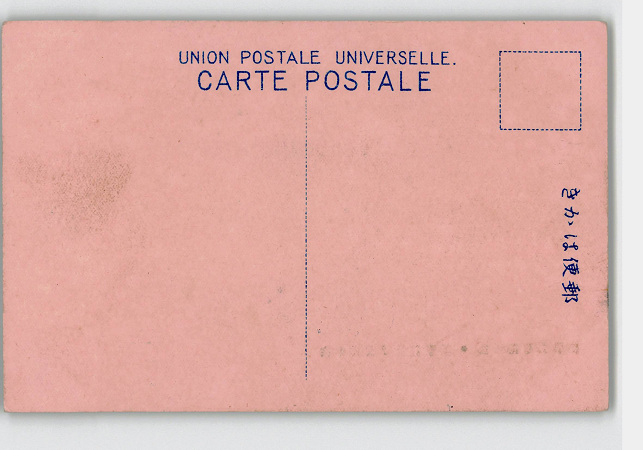 UNION POSTALE UNIVERSELLE.
CARTE POSTALE
郵便はかき